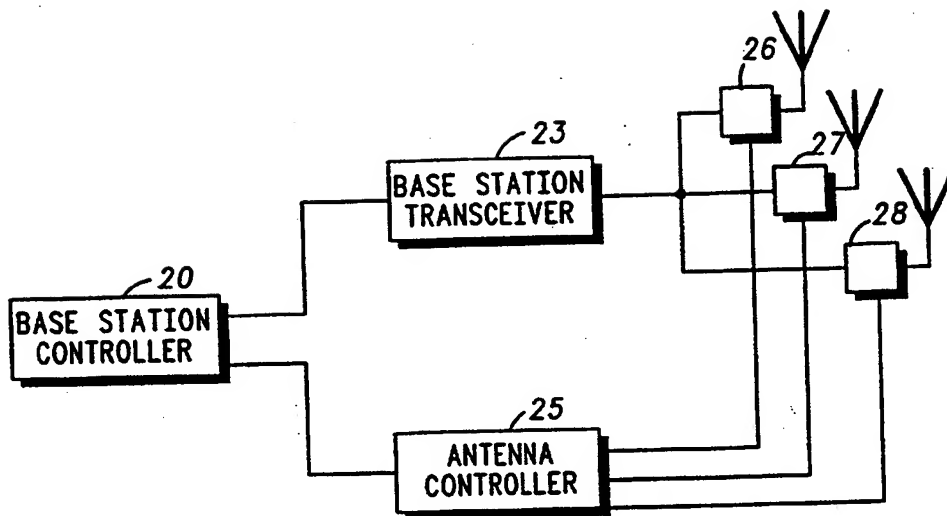 26
23
27
BASE STATION
TRANSCEIVER
28
20
BASE STATION
CONTROLLER
25
ANTENNA
CONTROLLER